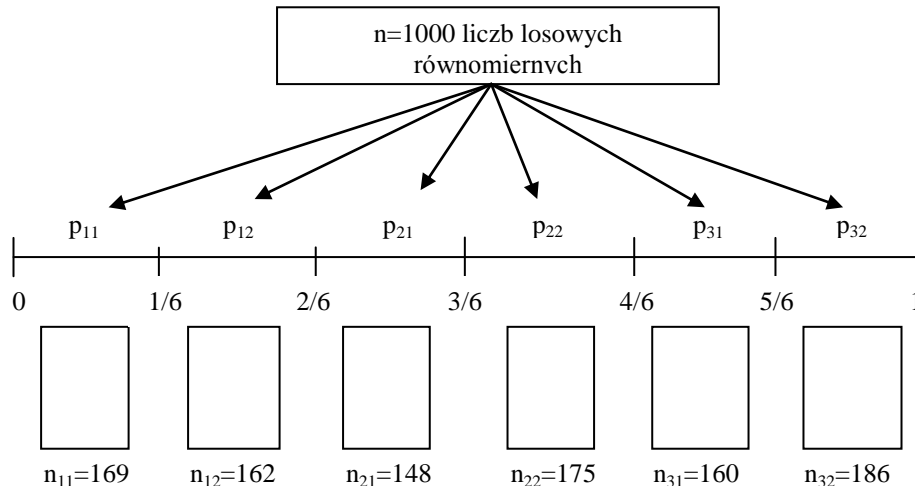 n=1000 liczb losowych
równomiernych
p₁₁ p₁₂ p₂₁ p₂₂ p₃₁ p₃₂
0 1/6 2/6 3/6 4/6 5/6 1
n₁₁=169 n₁₂=162 n₂₁=148 n₂₂=175 n₃₁=160 n₃₂=186